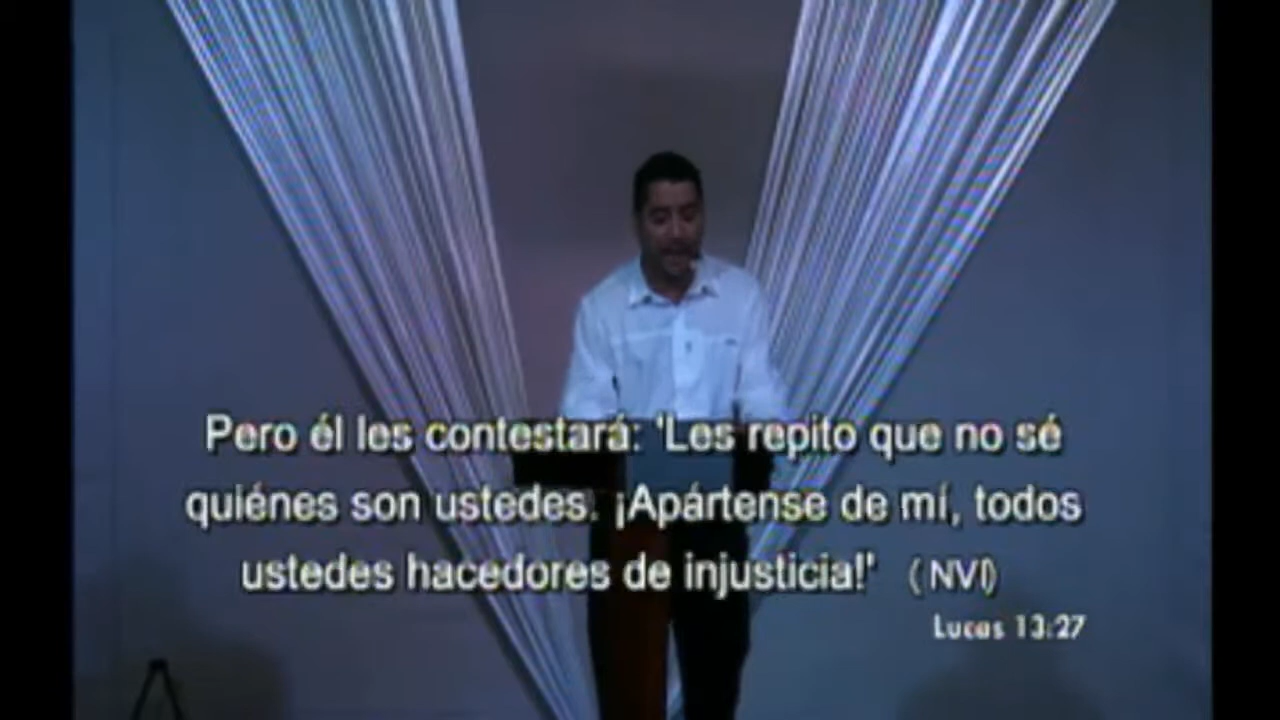 Pero él les contestará: 'Les repito que no sé
quiénes son ustedes. ¡Apártense de mí, todos
ustedes hacedores de injusticia!' (NVI)
Lucas 13:27